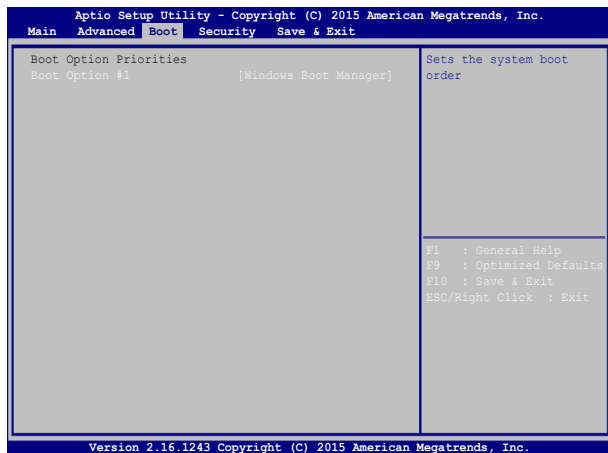 Aptio Setup Utility - Copyright (C) 2015 American Megatrends, Inc.
Main Advanced Boot Security Save & Exit
Boot Option Priorities
Boot Option #1 [Windows Boot Manager]
Sets the system boot
order
F1 : General Help
F9 : Optimized Defaults
F10 : Save & Exit
ESC/Right Click : Exit
Version 2.16.1243 Copyright (C) 2015 American Megatrends, Inc.